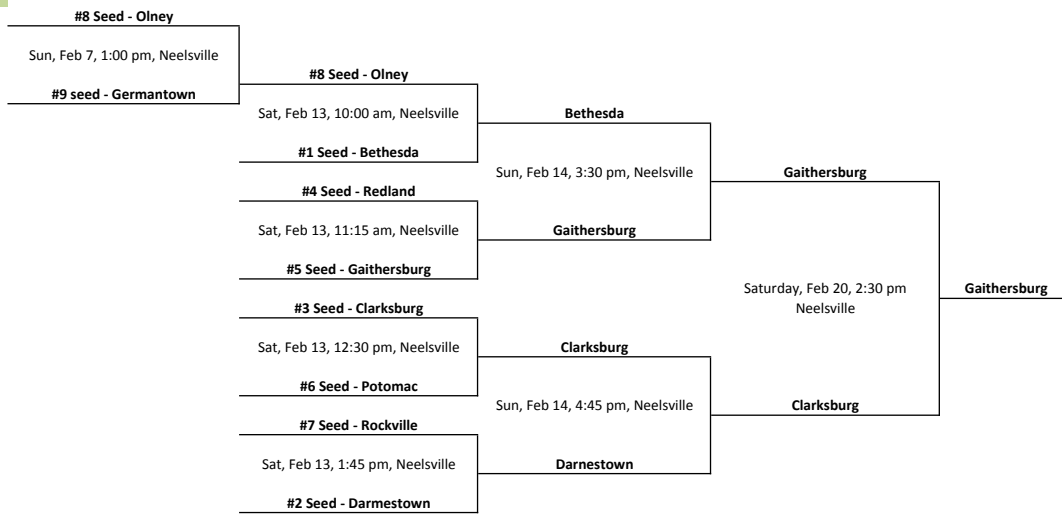 #8 Seed - Olney
Sun, Feb 7, 1:00 pm, Neelsville
#9 seed - Germantown
#8 Seed - Olney
Sat, Feb 13, 10:00 am, Neelsville
#1 Seed - Bethesda
#4 Seed - Redland
Sat, Feb 13, 11:15 am, Neelsville
#5 Seed - Gaithersburg
#3 Seed - Clarksburg
Sat, Feb 13, 12:30 pm, Neelsville
#6 Seed - Potomac
#7 Seed - Rockville
Sat, Feb 13, 1:45 pm, Neelsville
#2 Seed - Darmestown
Bethesda
Sun, Feb 14, 3:30 pm, Neelsville
Gaithersburg
Clarksburg
Sun, Feb 14, 4:45 pm, Neelsville
Darnestown
Gaithersburg
Saturday, Feb 20, 2:30 pm
Neelsville
Clarksburg
Gaithersburg